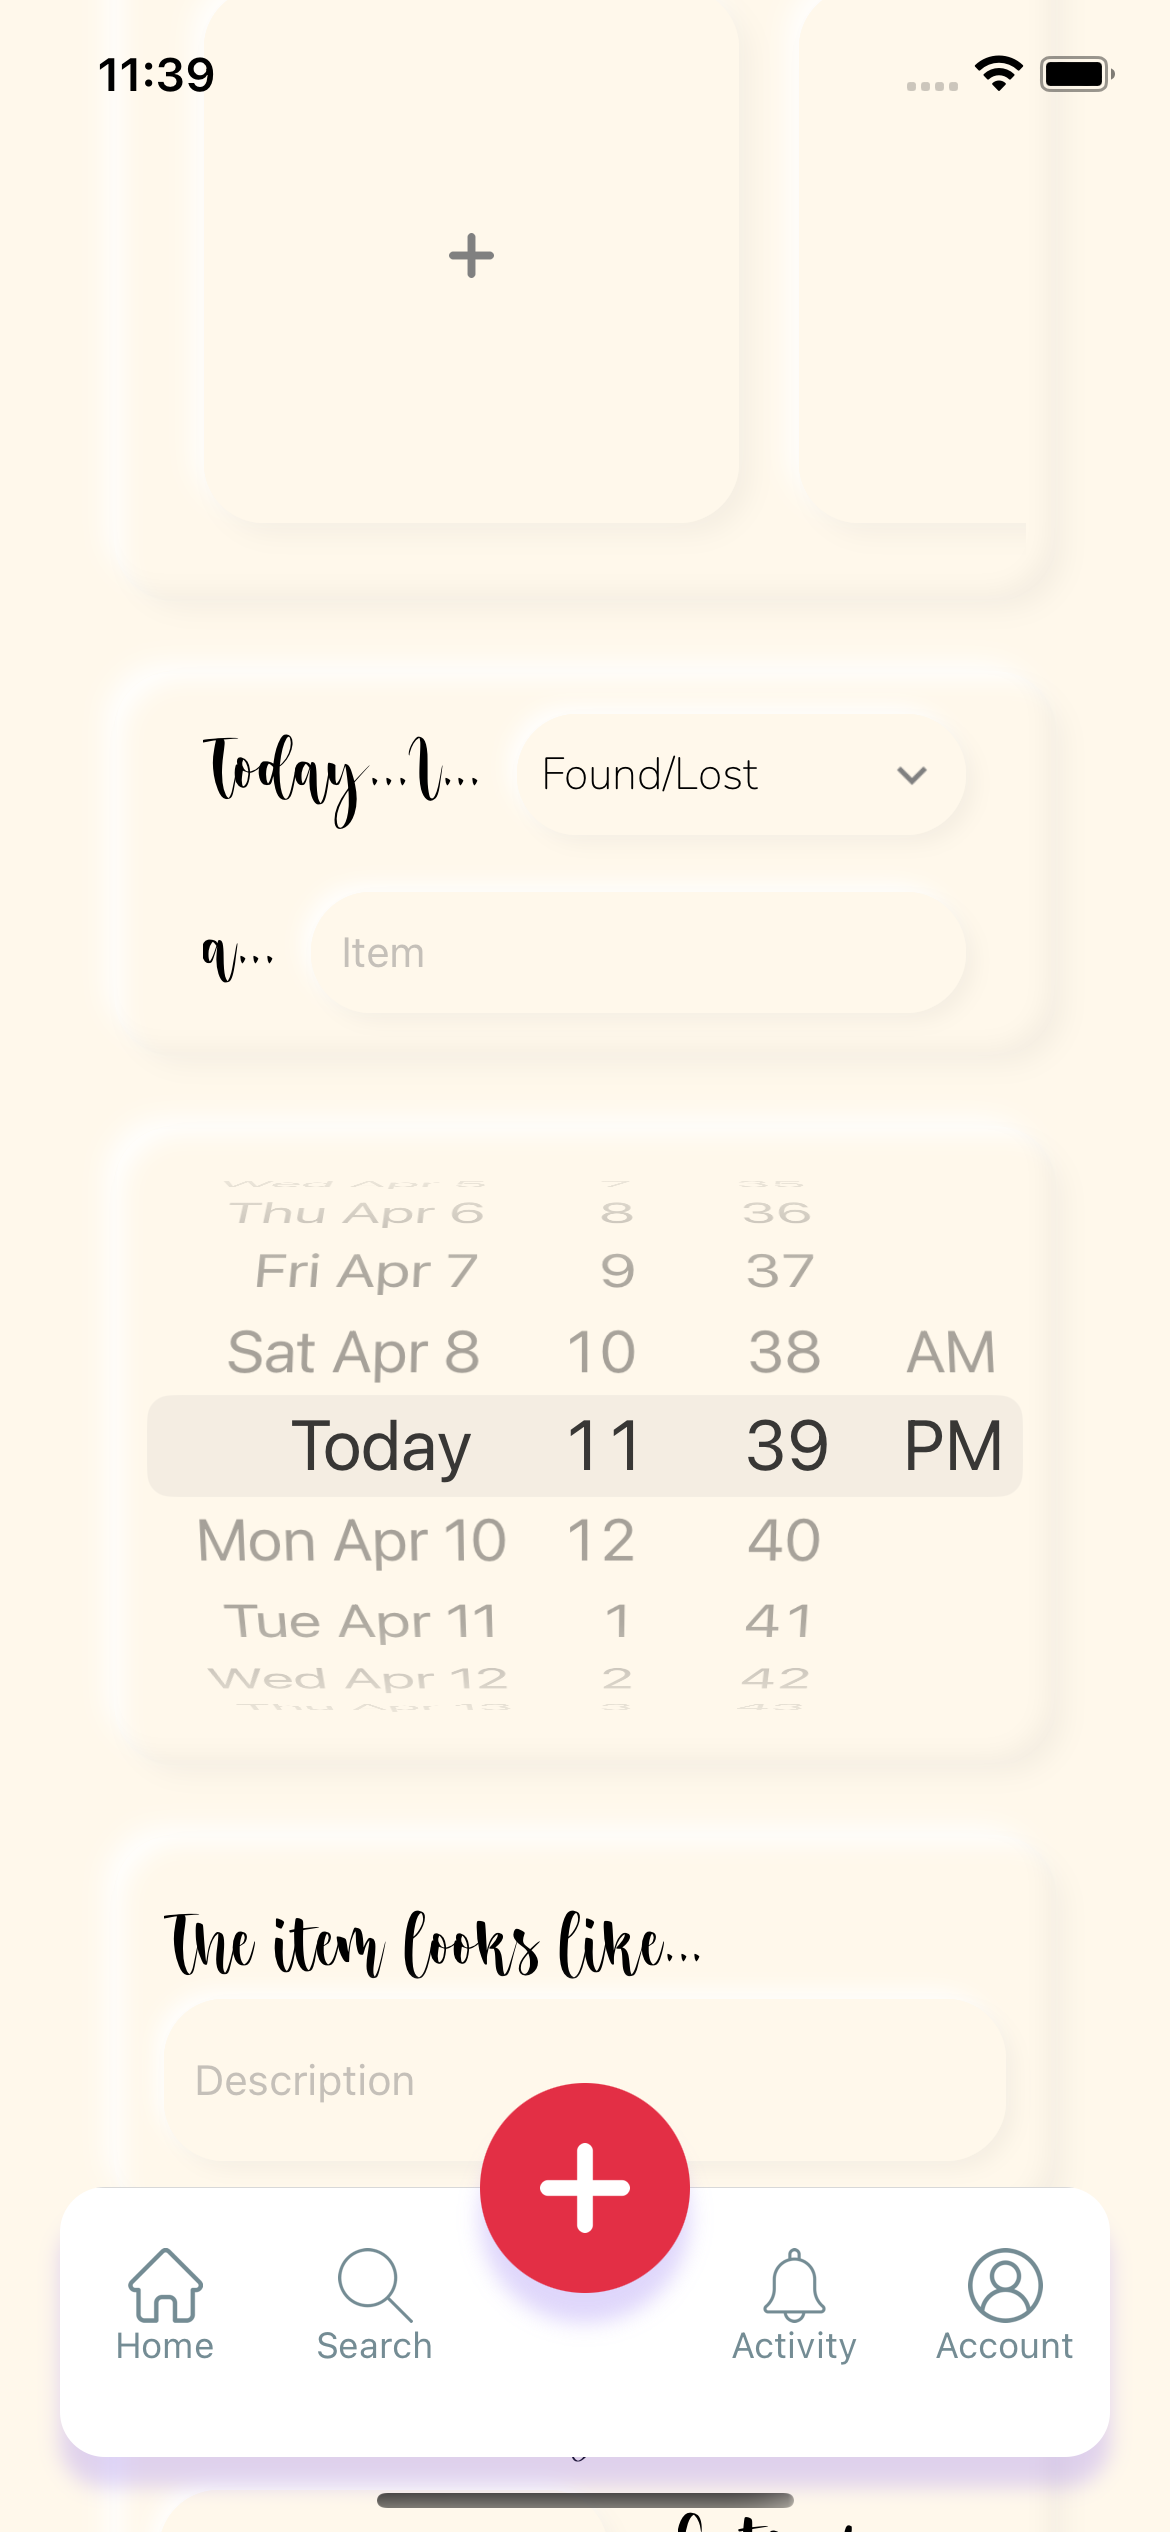 11:39
Today...I... Found/Lost
a... Item
Wed Apr 5 7 35
Thu Apr 6 8 36
Fri Apr 7 9 37
Sat Apr 8 10 38 AM
Today 11 39 PM
Mon Apr 10 12 40
Tue Apr 11 1 41
Wed Apr 12 2 42
Thu Apr 13 3 43
The item looks like...
Description
Home Search Activity Account